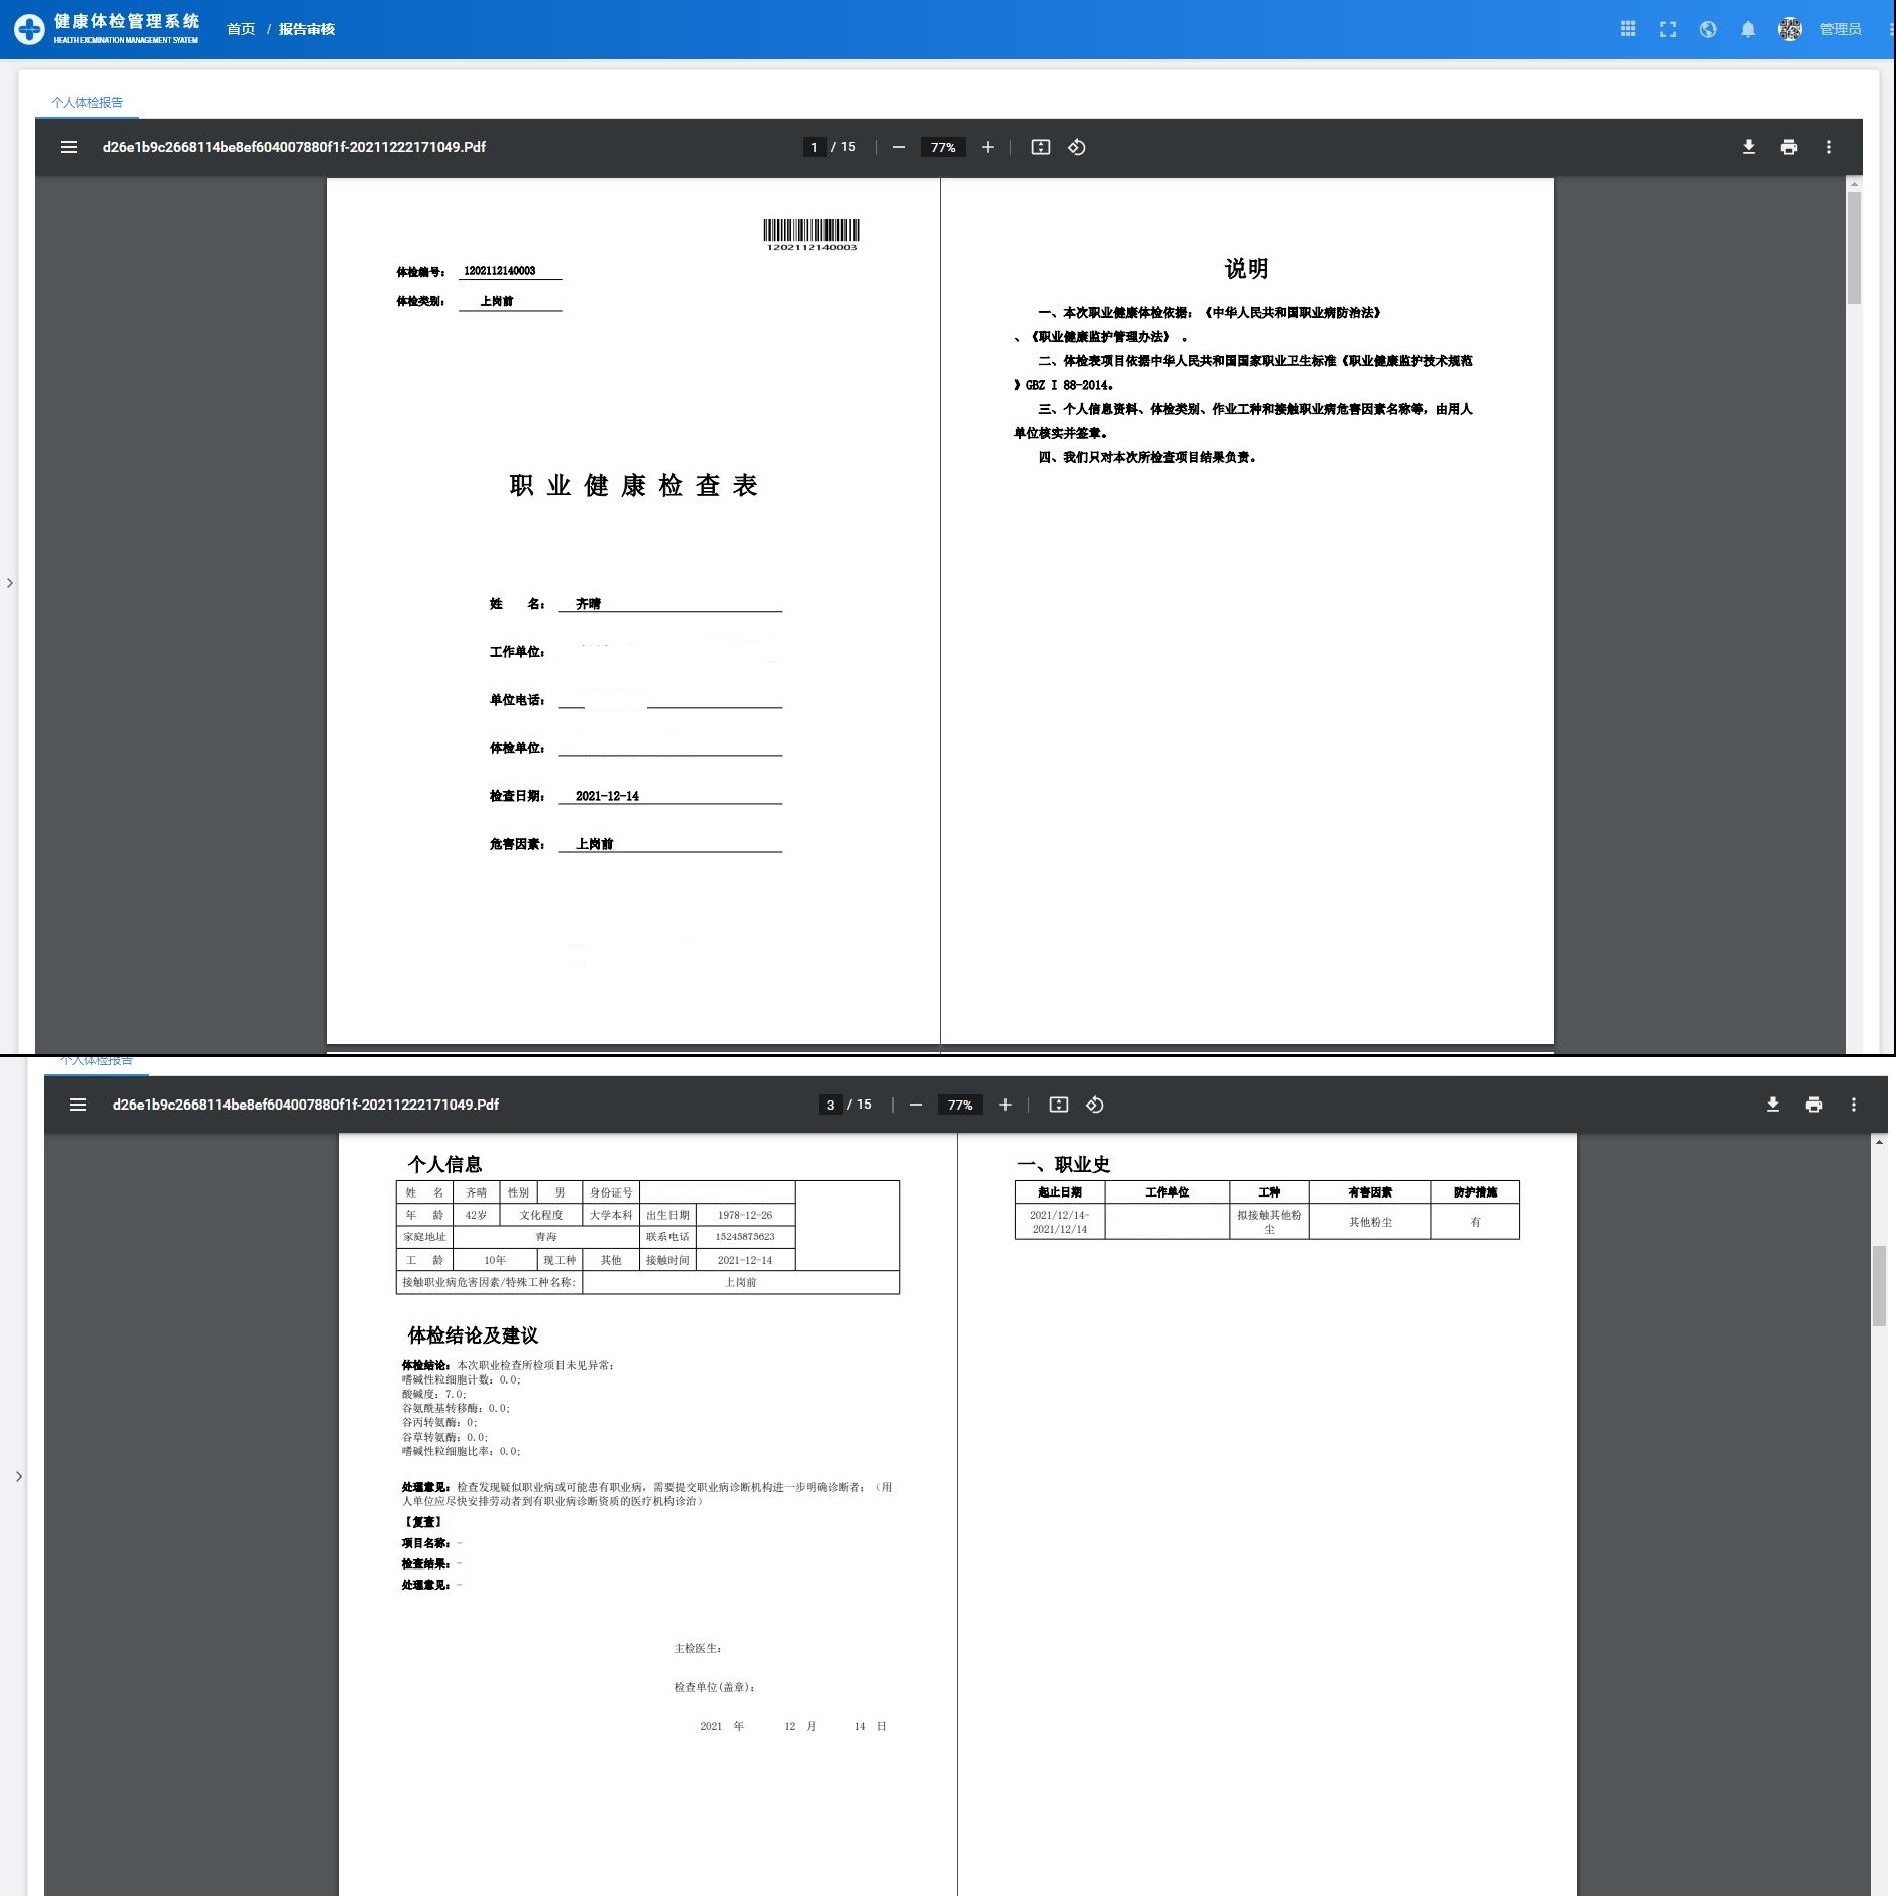 健康体检管理系统
HEALTH EXCMINATION MANAGEMENT SYATEM
首页 / 报告审核
管理员
个人体检报告
d26e1b9c2668114be8ef604007880f1f-20211222171049.Pdf
1 / 15
77%
1202112140003
体检编号: 1202112140003
体检类别: 上岗前
职业健康检查表
姓 名: 齐晴
工作单位:
单位电话:
体检单位:
检查日期: 2021-12-14
危害因素: 上岗前
说明
一、本次职业健康体检依据:《中华人民共和国职业病防治法》
、《职业健康监护管理办法》 。
二、体检表项目依据中华人民共和国国家职业卫生标准《职业健康监护技术规范
》GBZ I 88-2014。
三、个人信息资料、体检类别、作业工种和接触职业病危害因素名称等,由用人
单位核实并签章。
四、我们只对本次所检查项目结果负责。
个人体检报告
d26e1b9c2668114be8ef604007880f1f-20211222171049.Pdf
3 / 15
77%
个人信息
姓 名 齐晴 性别 男 身份证号
年 龄 42岁 文化程度 大学本科 出生日期 1978-12-26
家庭地址 青海 联系电话 15245875623
工 龄 10年 现工种 其他 接触时间 2021-12-14
接触职业病危害因素/特殊工种名称: 上岗前
体检结论及建议
体检结论: 本次职业检查所检项目未见异常;
嗜碱性粒细胞计数: 0.0;
酸碱度: 7.0;
谷氨酰基转移酶: 0.0;
谷丙转氨酶: 0;
谷草转氨酶: 0.0;
嗜碱性粒细胞比率: 0.0;
处理意见: 检查发现疑似职业病或可能患有职业病,需要提交职业病诊断机构进一步明确诊断者;(用
人单位应尽快安排劳动者到有职业病诊断资质的医疗机构诊治)
【复查】
项目名称: -
检查结果: -
处理意见: -
主检医生:
检查单位(盖章):
2021 年 12 月 14 日
一、职业史
起止日期 工作单位 工种 有害因素 防护措施
2021/12/14- 拟接触其他粉 其他粉尘 有
2021/12/14 尘